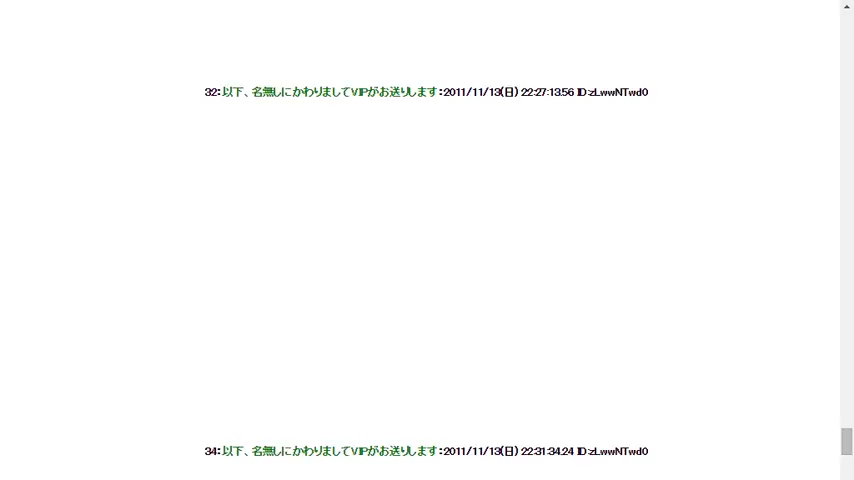 32:以下、名無しにかわりましてVIPがお送りします:2011/11/13(日) 22:27:13.56 ID:zLwwNTwd0
34:以下、名無しにかわりましてVIPがお送りします:2011/11/13(日) 22:31:34.24 ID:zLwwNTwd0